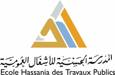 المدرسة الحسنية للأشغال العمومية
Ecole Hassania des Travaux Publics